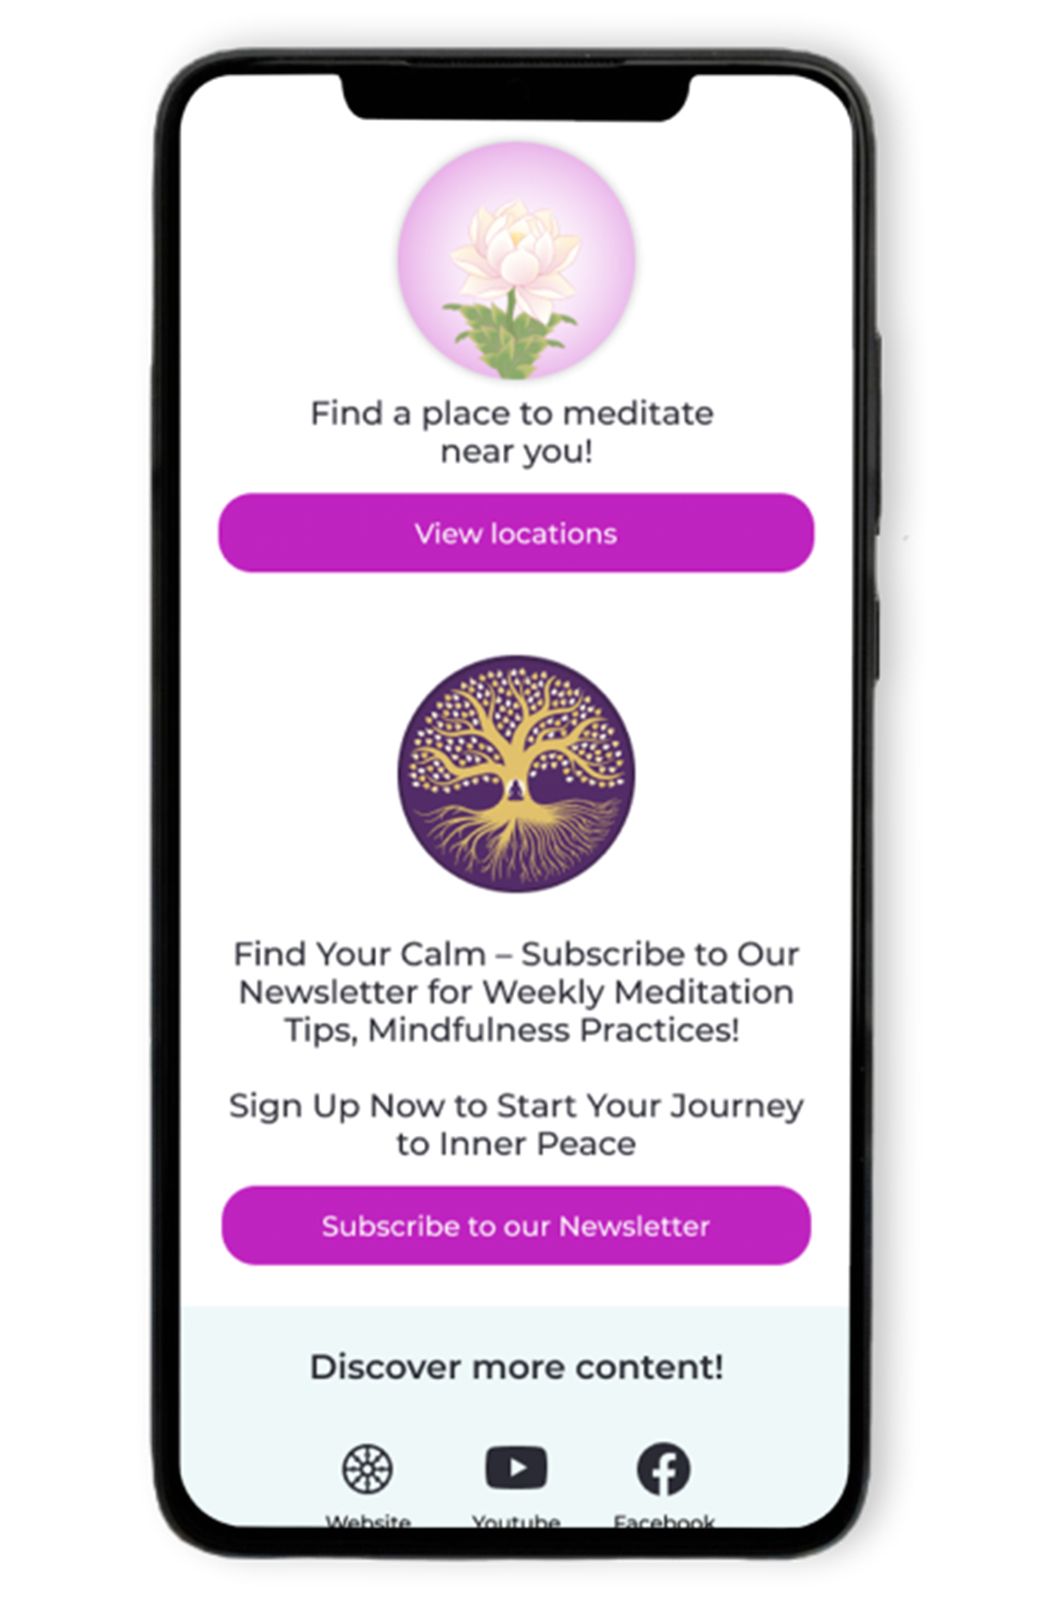 Find a place to meditate
near you!
View locations
Find Your Calm – Subscribe to Our
Newsletter for Weekly Meditation
Tips, Mindfulness Practices!
Sign Up Now to Start Your Journey
to Inner Peace
Subscribe to our Newsletter
Discover more content!
Website Youtube Facebook